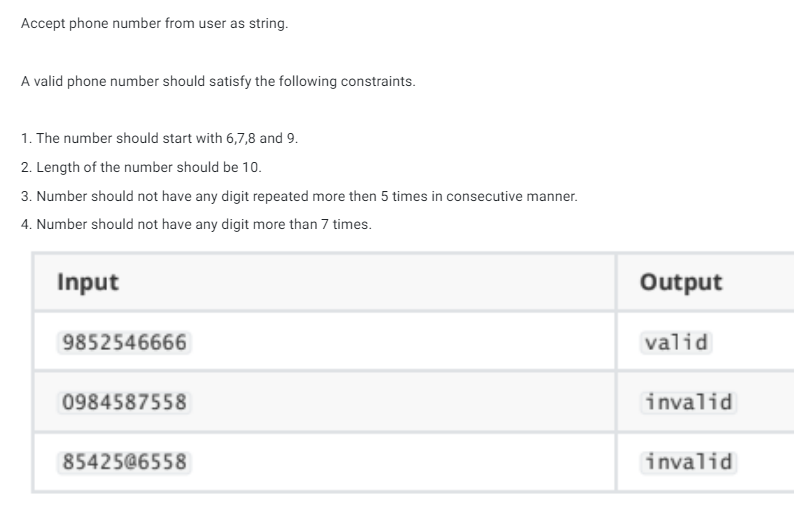 Accept phone number from user as string.
A valid phone number should satisfy the following constraints.
1. The number should start with 6,7,8 and 9.
2. Length of the number should be 10.
3. Number should not have any digit repeated more then 5 times in consecutive manner.
4. Number should not have any digit more than 7 times.
Input Output
9852546666 valid
0984587558 invalid
85425@6558 invalid